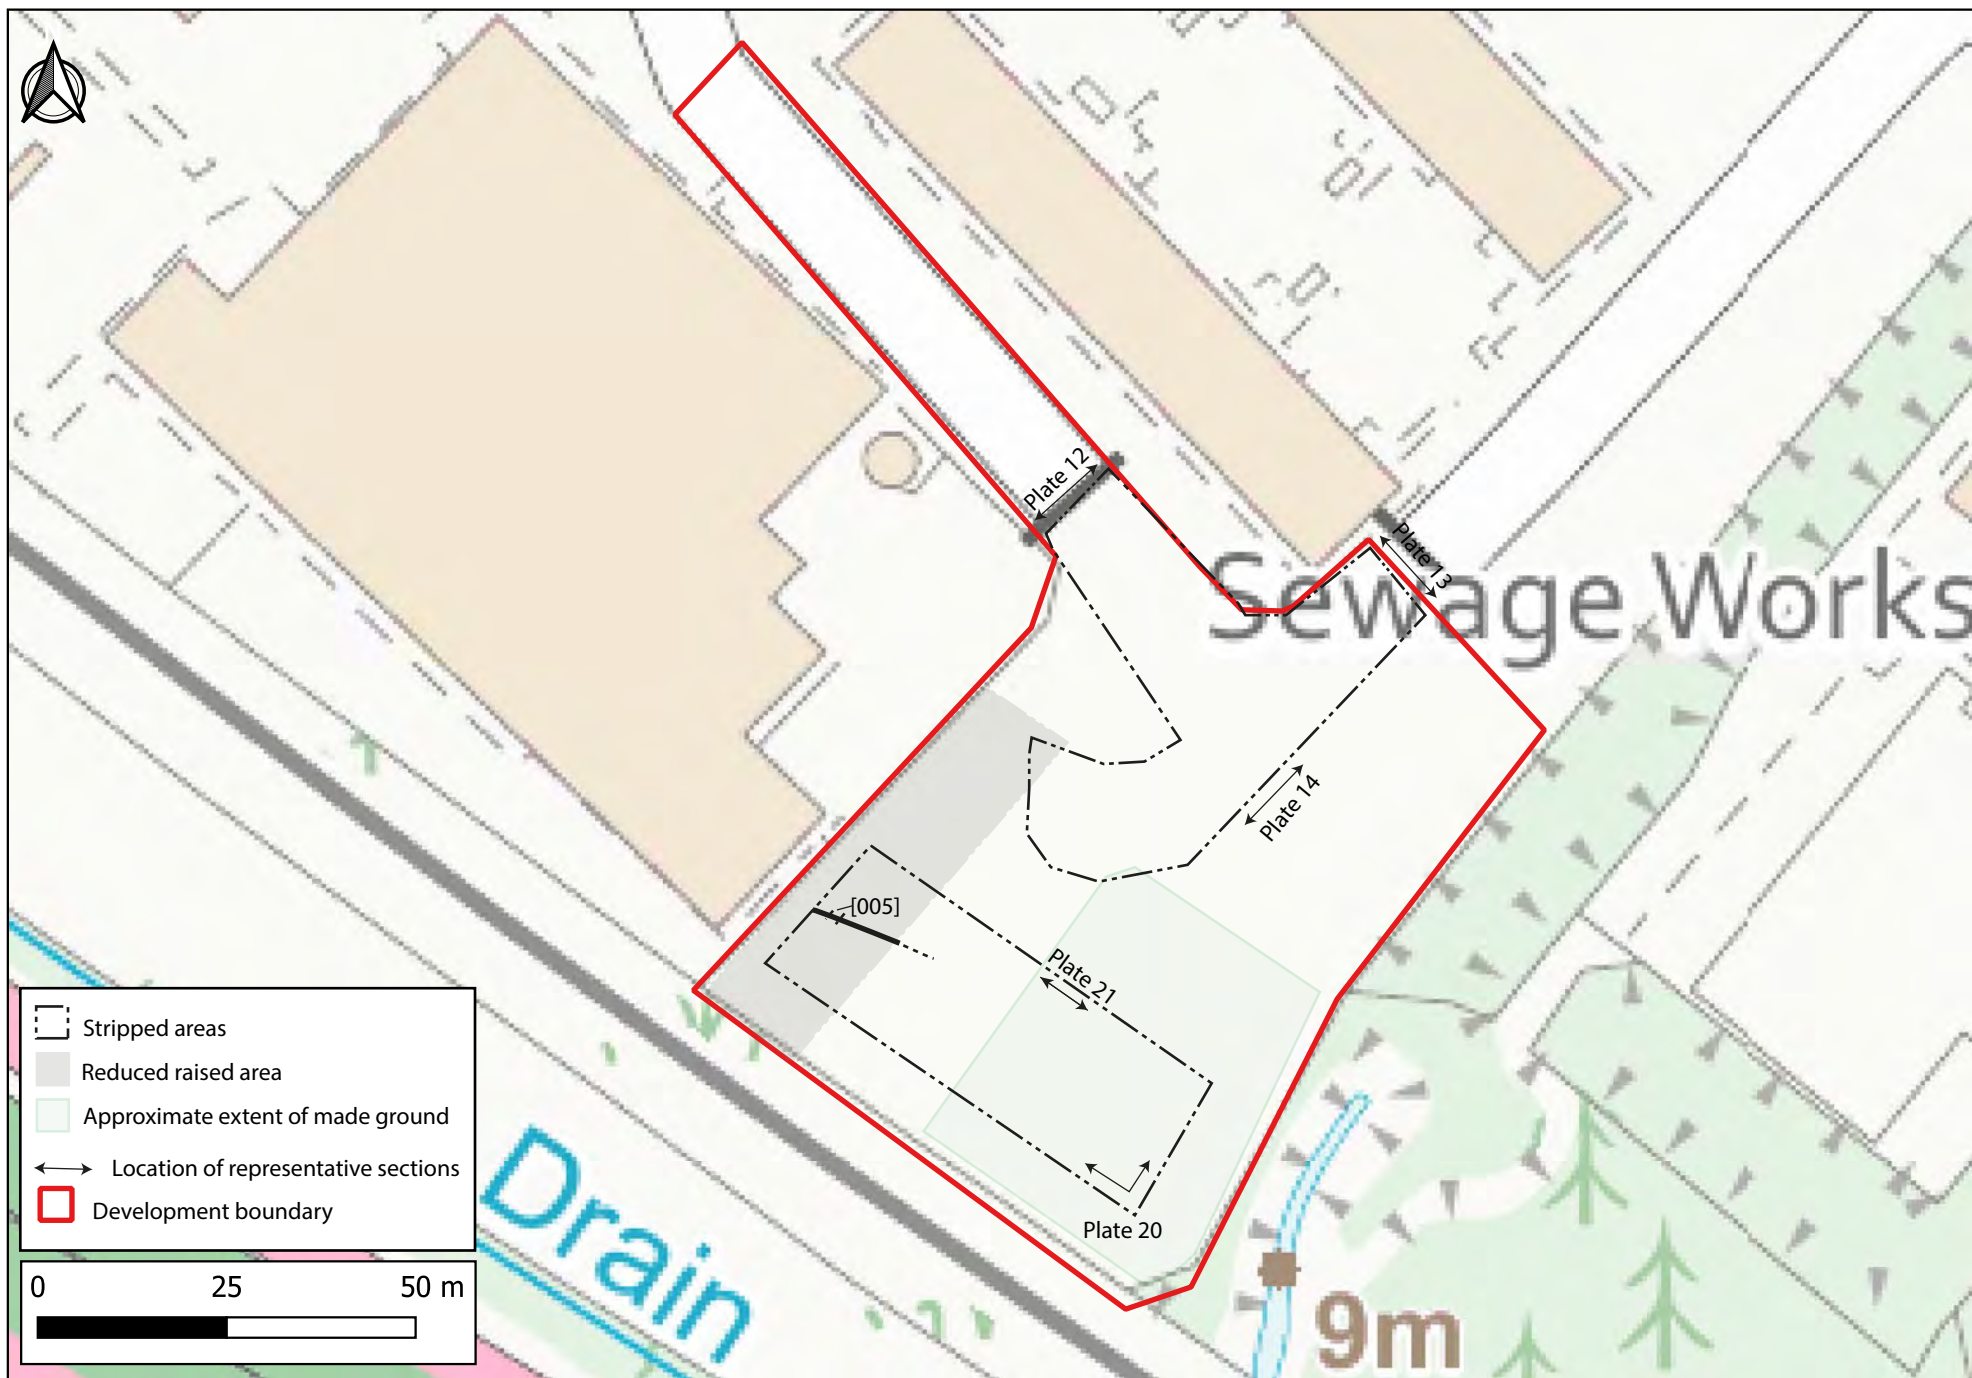 Plate 12
Plate 13
Sewage Works
Plate 14
[005]
Plate 21
Plate 20
Drain
9m
Stripped areas
Reduced raised area
Approximate extent of made ground
Location of representative sections
Development boundary
0 25 50 m